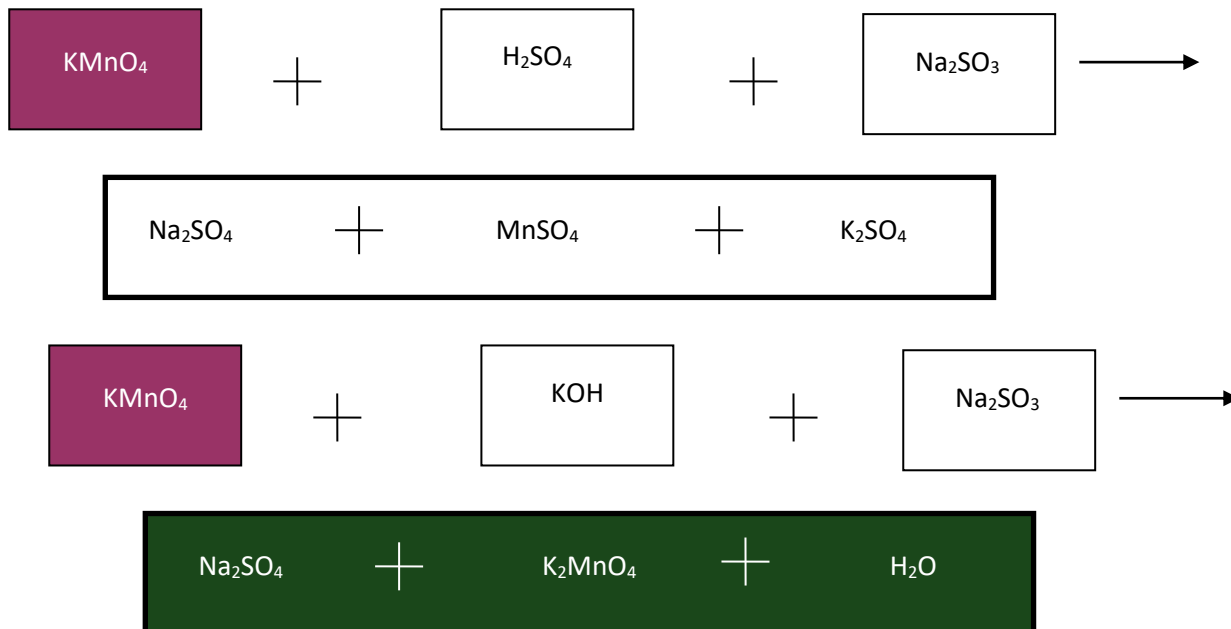 KMnO₄ + H₂SO₄ + Na₂SO₃ →
Na₂SO₄ + MnSO₄ + K₂SO₄
KMnO₄ + KOH + Na₂SO₃ →
Na₂SO₄ + K₂MnO₄ + H₂O